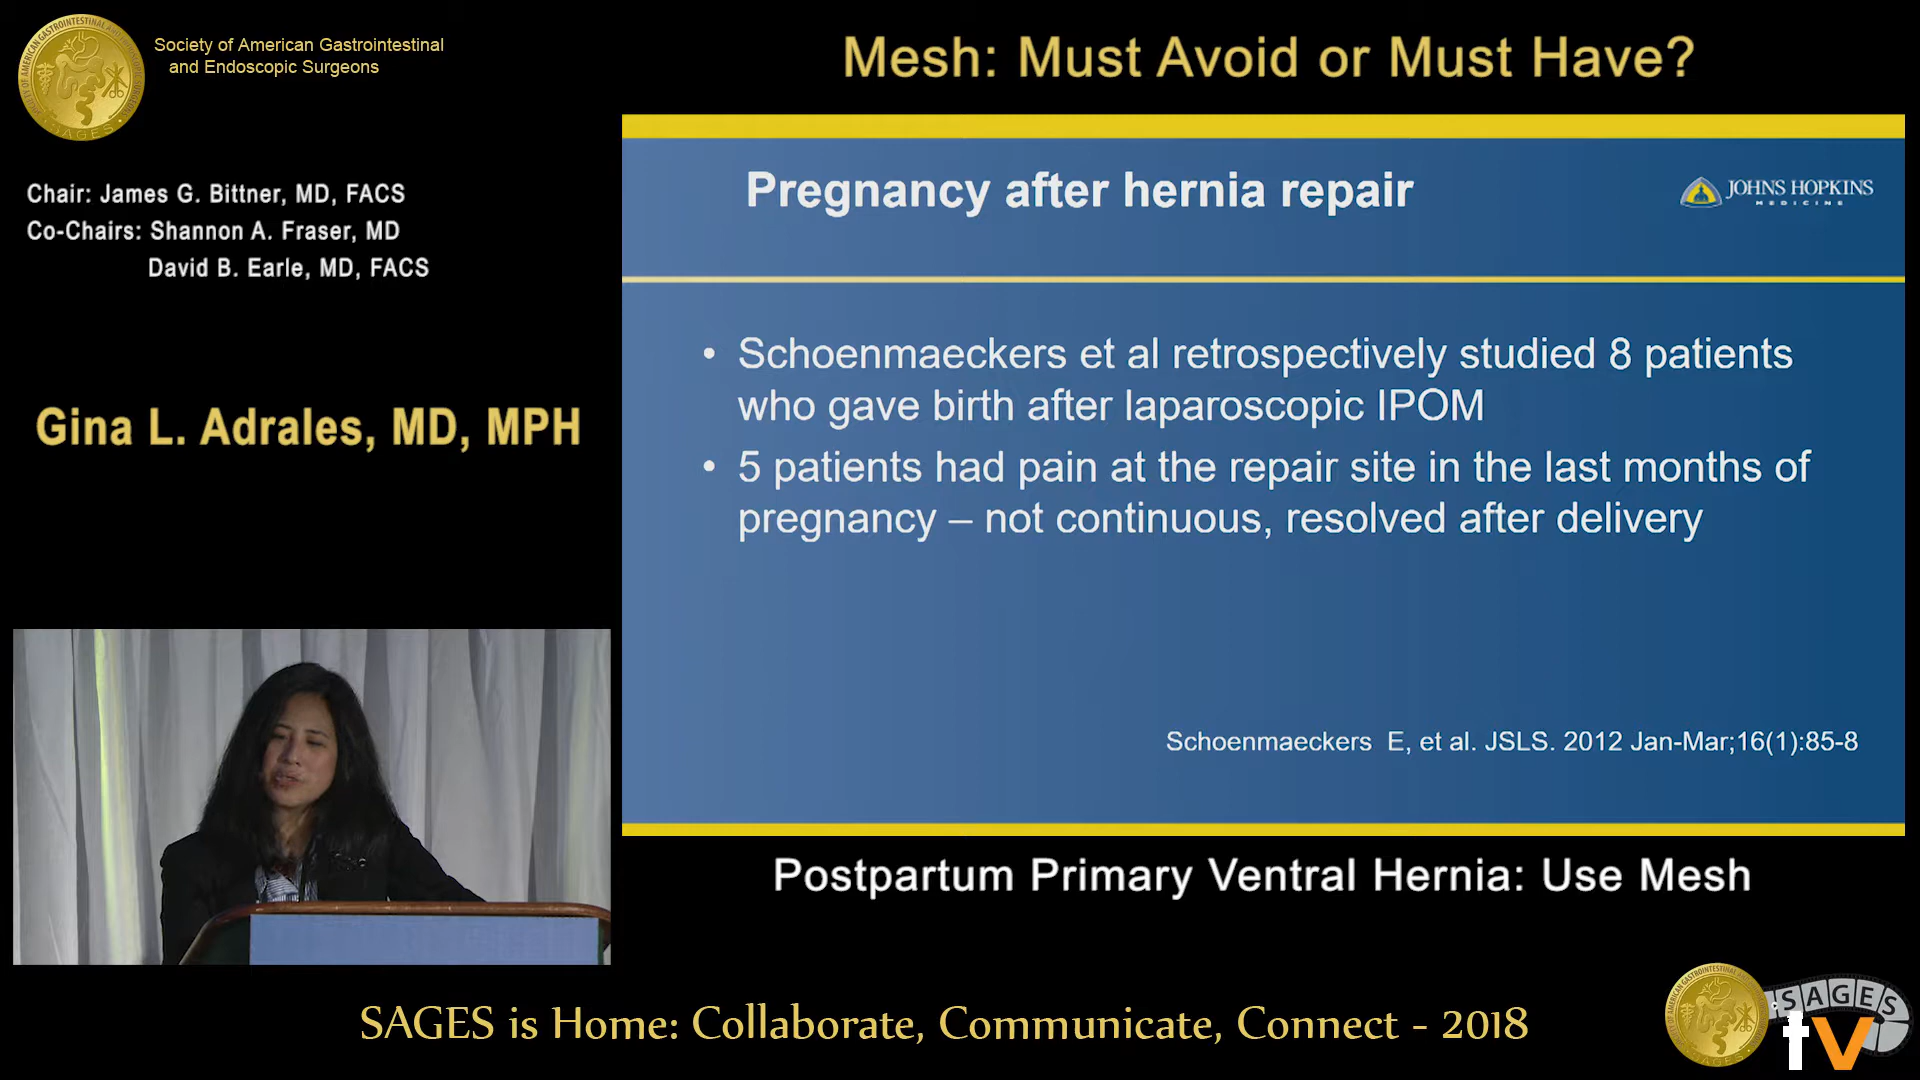 Society of American Gastrointestinal
and Endoscopic Surgeons
Mesh: Must Avoid or Must Have?
Chair: James G. Bittner, MD, FACS
Co-Chairs: Shannon A. Fraser, MD
David B. Earle, MD, FACS
Gina L. Adrales, MD, MPH
Pregnancy after hernia repair
JOHNS HOPKINS
MEDICINE
• Schoenmaeckers et al retrospectively studied 8 patients
who gave birth after laparoscopic IPOM
• 5 patients had pain at the repair site in the last months of
pregnancy – not continuous, resolved after delivery
Schoenmaeckers E, et al. JSLS. 2012 Jan-Mar;16(1):85-8
Postpartum Primary Ventral Hernia: Use Mesh
SAGES is Home: Collaborate, Communicate, Connect - 2018
SAGES
tv